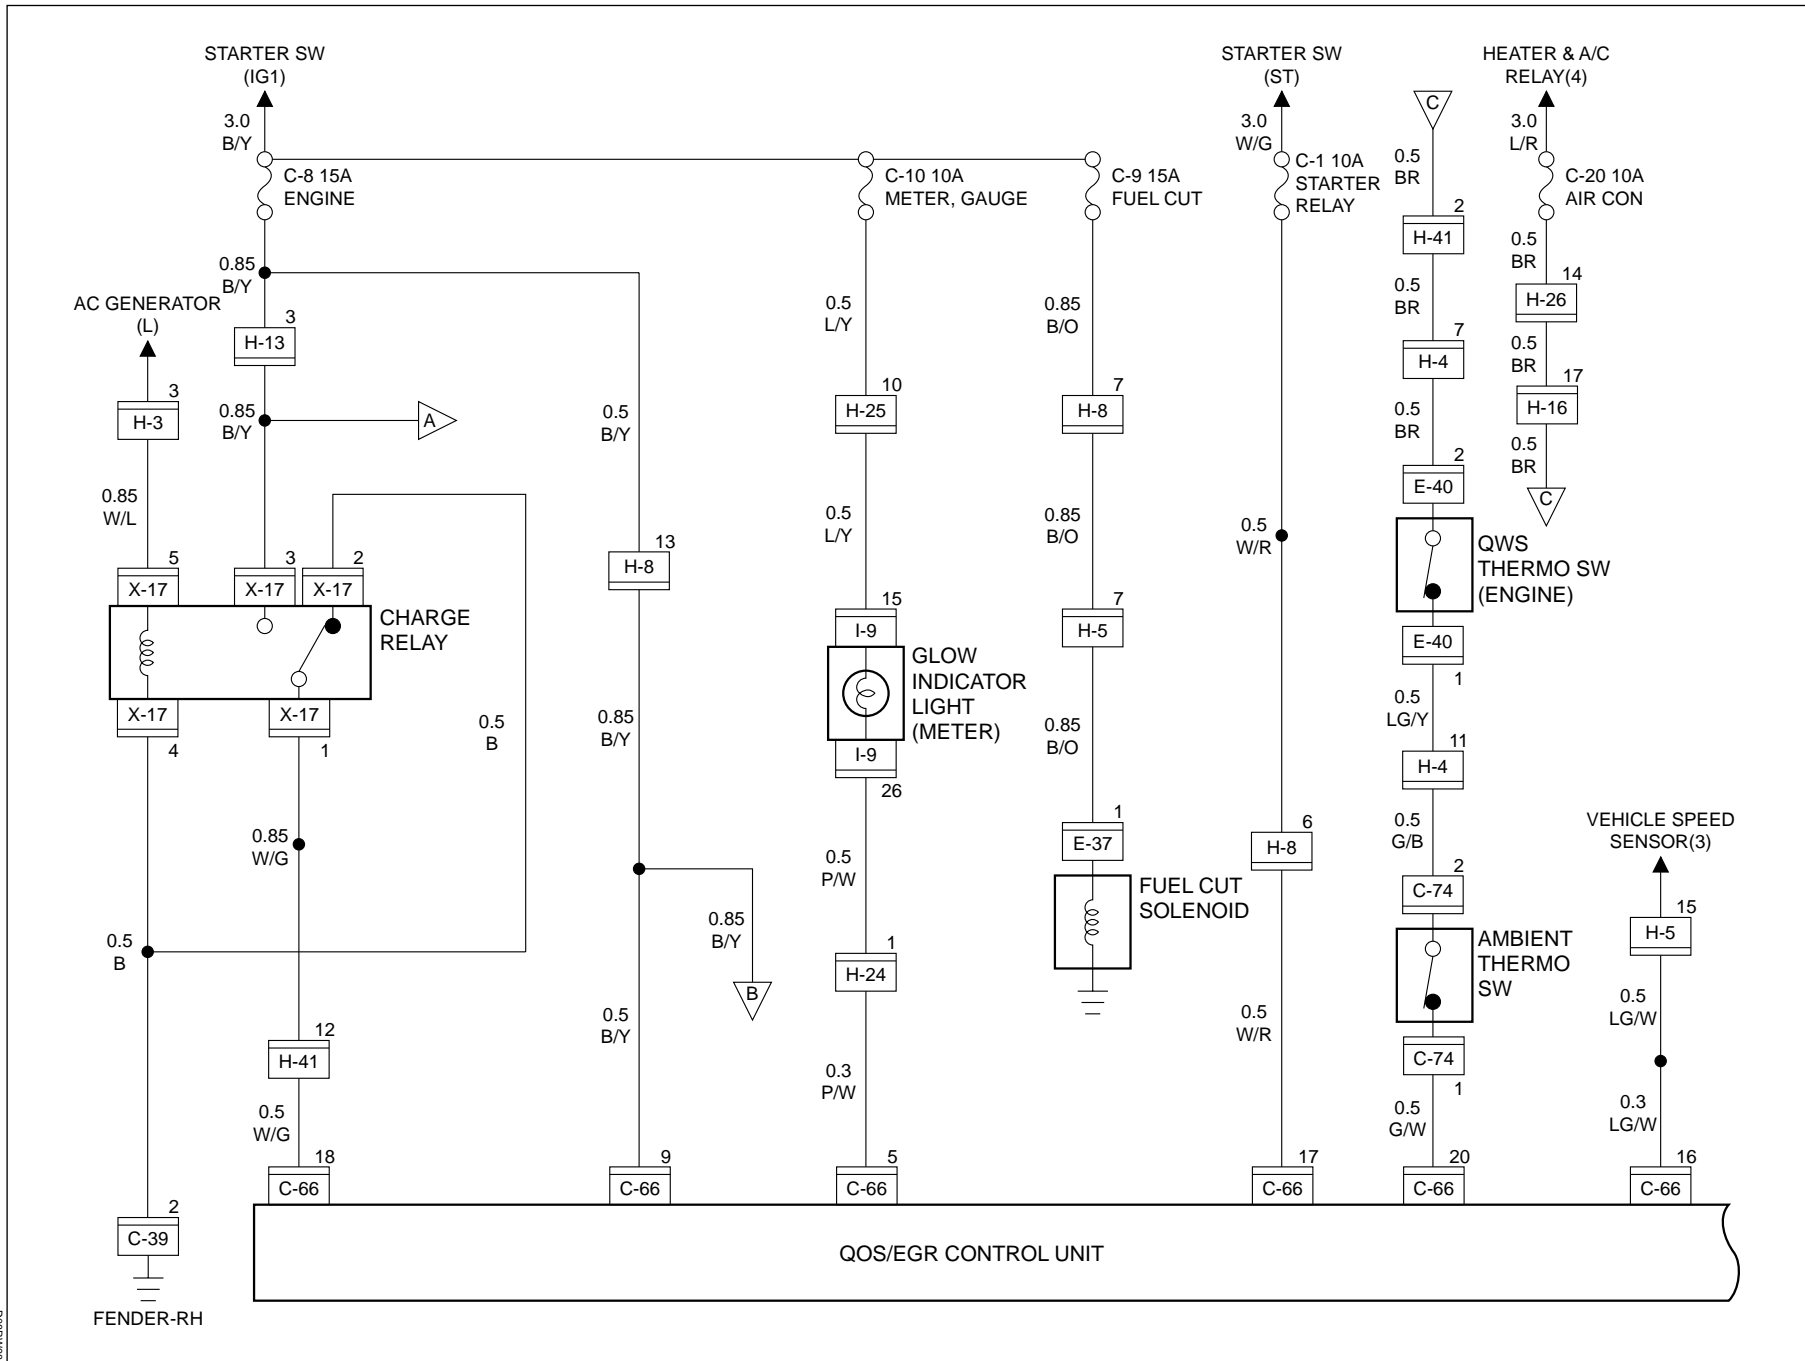 STARTER SW
(IG1)
STARTER SW
(ST)
HEATER & A/C
RELAY(4)
3.0
B/Y
3.0
W/G
C
3.0
L/R
C-8 15A
ENGINE
C-10 10A
METER, GAUGE
C-9 15A
FUEL CUT
C-1 10A
STARTER
RELAY
0.5
BR
C-20 10A
AIR CON
2
H-41
0.5
BR
14
H-26
0.85
B/Y
AC GENERATOR
(L)
3
H-13
0.5
L/Y
0.85
B/O
0.5
BR
7
H-4
0.5
BR
17
H-16
3
H-3
0.85
B/Y
A
0.5
B/Y
10
H-25
7
H-8
0.5
BR
0.5
BR
C
2
E-40
0.85
W/L
0.5
L/Y
0.85
B/O
0.5
W/R
QWS
THERMO SW
(ENGINE)
5
X-17
3
X-17
2
X-17
13
H-8
15
I-9
7
H-5
E-40
1
CHARGE
RELAY
GLOW
INDICATOR
LIGHT
(METER)
X-17
4
X-17
1
0.5
B
0.85
B/Y
I-9
26
0.85
B/O
0.5
LG/Y
11
H-4
0.85
W/G
0.5
P/W
1
E-37
6
H-8
0.5
G/B
VEHICLE SPEED
SENSOR(3)
2
C-74
FUEL CUT
SOLENOID
15
H-5
0.5
B
0.85
B/Y
B
1
H-24
AMBIENT
THERMO
SW
12
H-41
0.5
B/Y
0.5
W/R
0.5
LG/W
C-74
1
0.3
P/W
0.5
W/G
0.5
G/W
0.3
LG/W
18
C-66
9
C-66
5
C-66
17
C-66
20
C-66
16
C-66
2
C-39
QOS/EGR CONTROL UNIT
FENDER-RH